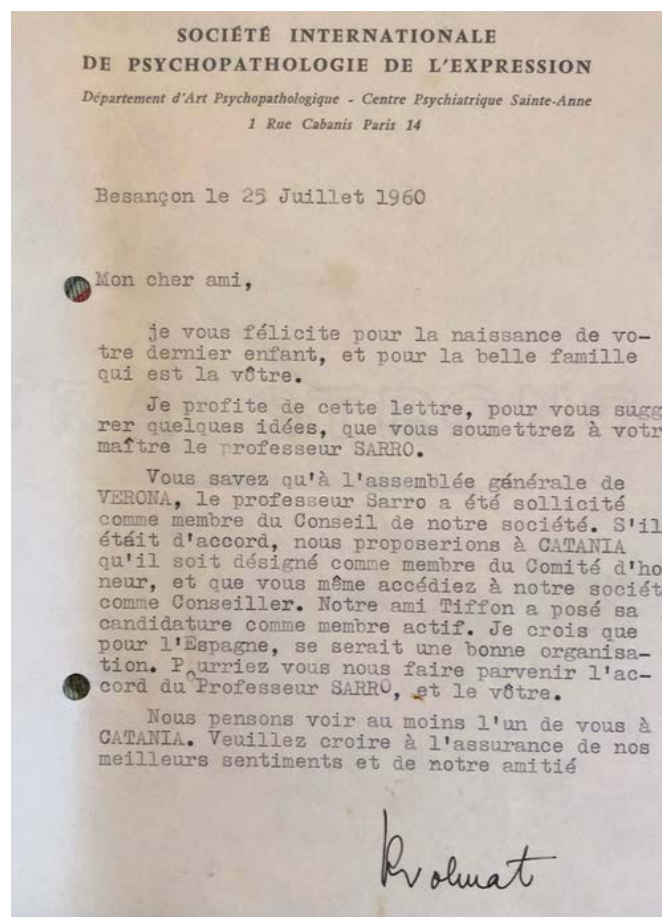 SOCIÉTÉ INTERNATIONALE
DE PSYCHOPATHOLOGIE DE L'EXPRESSION
Département d'Art Psychopathologique - Centre Psychiatrique Sainte-Anne
1 Rue Cabanis Paris 14
Besançon le 25 Juillet 1960
Mon cher ami,
je vous félicite pour la naissance de vo-
tre dernier enfant, et pour la belle famille
qui est la vôtre.
Je profite de cette lettre, pour vous sugg
rer quelques idées, que vous soumettrez à votr
maître le professeur SARRO.
Vous savez qu'à l'assemblée générale de
VERONA, le professeur Sarro a été sollicité
comme membre du Conseil de notre société. S'il
étáit d'accord, nous proposerions à CATANIA
qu'il soit désigné comme membre du Comité d'ho
neur, et que vous même accédiez à notre sociét
comme Conseiller. Notre ami Tiffon a posé sa
candidature comme membre actif. Je crois que
pour l'Espagne, se serait une bonne organisa-
tion. Pourriez vous nous faire parvenir l'ac-
cord du Professeur SARRO, et le vôtre.
Nous pensons voir au moins l'un de vous à
CATANIA. Veuillez croire à l'assurance de nos
meilleurs sentiments et de notre amitié
Rvolmat